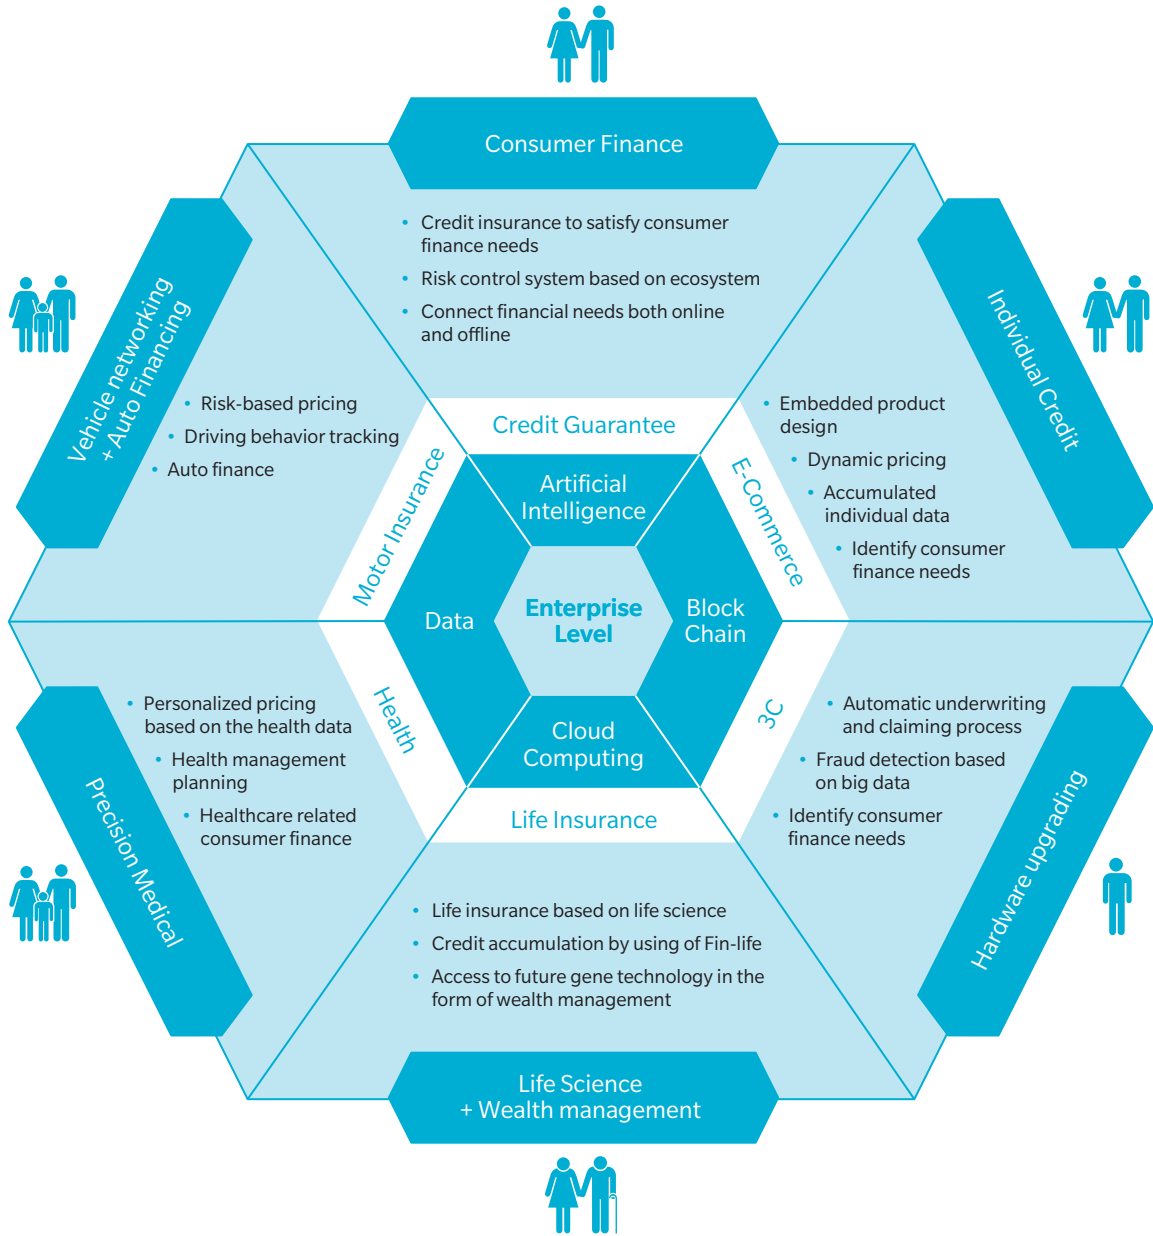 Consumer Finance
Credit insurance to satisfy consumer
finance needs
Risk control system based on ecosystem
Connect financial needs both online
and offline
Vehicle networking
+ Auto Financing
Risk-based pricing
Driving behavior tracking
Auto finance
Individual Credit
Embedded product
design
Dynamic pricing
Accumulated
individual data
Identify consumer
finance needs
Credit Guarantee
Motor Insurance
E-Commerce
Artificial
Intelligence
Data
Enterprise
Level
Block
Chain
Cloud
Computing
Health
3C
Life Insurance
Personalized pricing
based on the health data
Health management
planning
Healthcare related
consumer finance
Precision Medical
Automatic underwriting
and claiming process
Fraud detection based
on big data
Identify consumer
finance needs
Hardware upgrading
Life insurance based on life science
Credit accumulation by using of Fin-life
Access to future gene technology in the
form of wealth management
Life Science
+ Wealth management